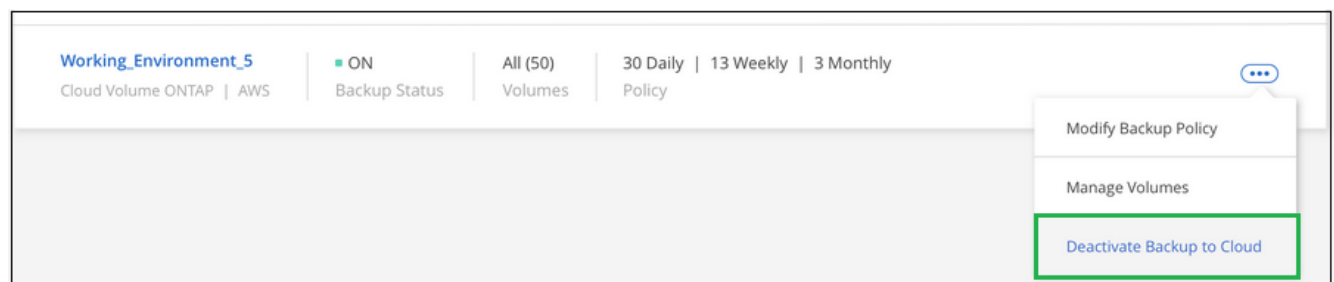 Working_Environment_5 ON All (50) 30 Daily | 13 Weekly | 3 Monthly
Cloud Volume ONTAP | AWS Backup Status Volumes Policy
Modify Backup Policy
Manage Volumes
Deactivate Backup to Cloud